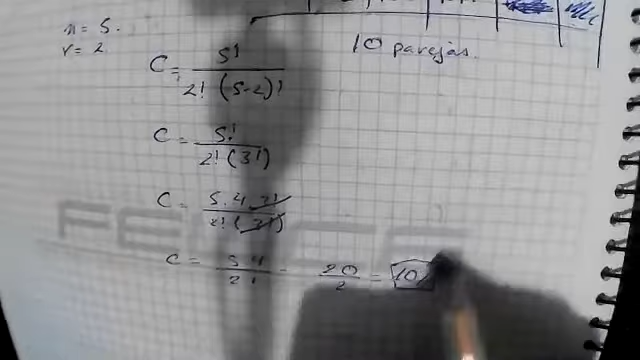 n = 5.
r = 2
10 parejas.
C = 5! / 2! (5-2)!
C = 5! / 2! (3!)
C = 5.4 3! / 2! (3!)
C = 5.4 / 2! = 20 / 2 = 10